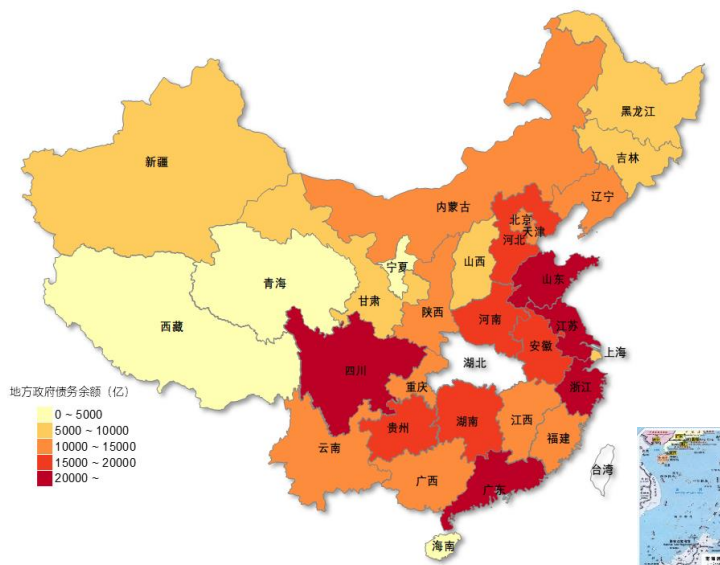 黑龙江
吉林
新疆
辽宁
内蒙古
北京
天津
河北
宁夏
山西
山东
青海
甘肃
西藏
陕西
河南
江苏
安徽
上海
湖北
四川
重庆
浙江
地方政府债务余额（亿）
0 ~ 5000
5000 ~ 10000
10000 ~ 15000
15000 ~ 20000
20000 ~
贵州
湖南
江西
福建
云南
广西
广东
台湾
海南